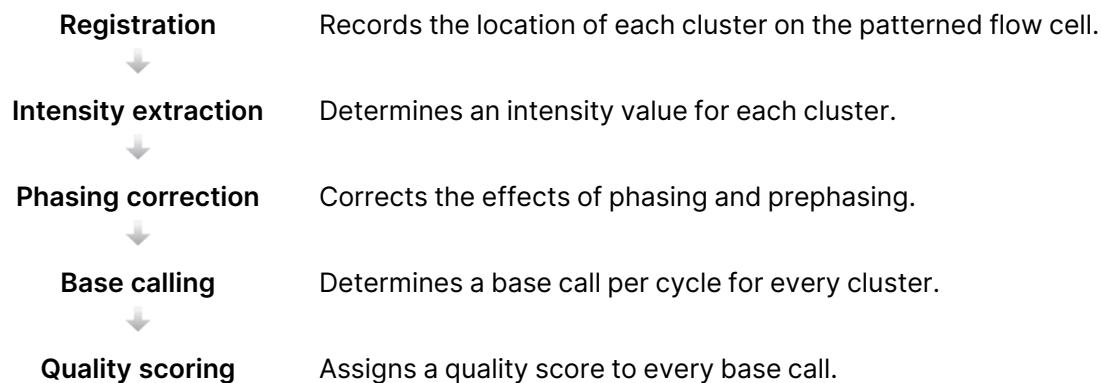 Registration Records the location of each cluster on the patterned flow cell.
Intensity extraction Determines an intensity value for each cluster.
Phasing correction Corrects the effects of phasing and prephasing.
Base calling Determines a base call per cycle for every cluster.
Quality scoring Assigns a quality score to every base call.